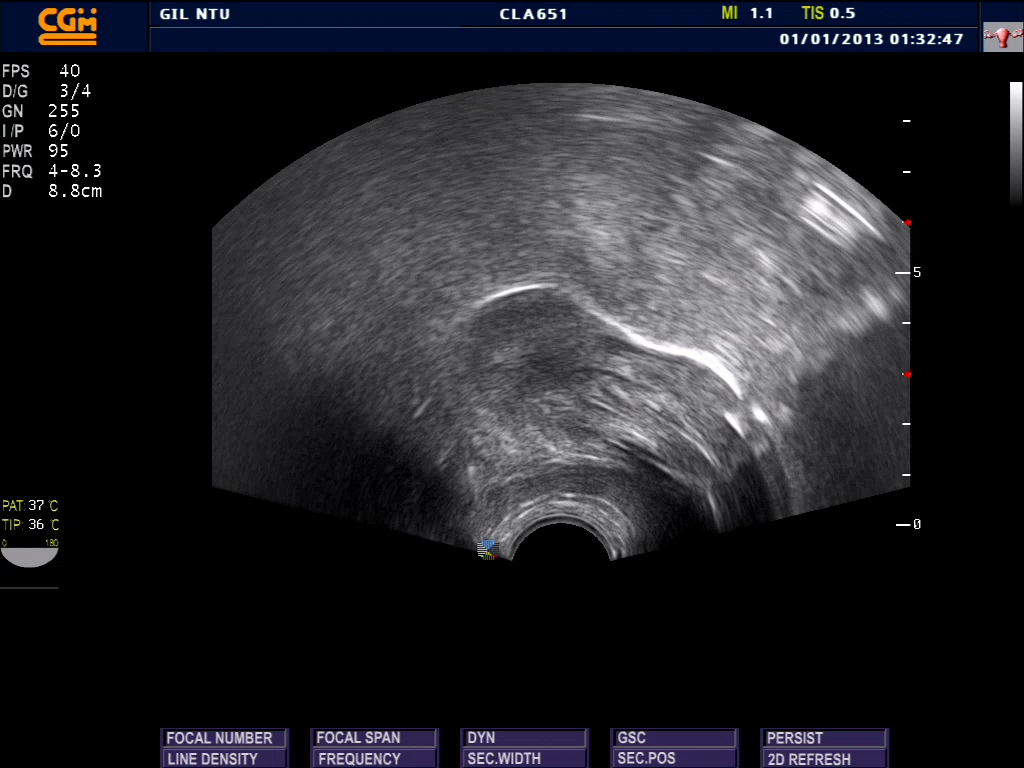 CGM
GIL NTU CLA651 MI 1.1 TIS 0.5
01/01/2013 01:32:47
FPS 40
D/G 3/4
GN 255
I/P 6/0
PWR 95
FRQ 4-8.3
D 8.8cm
5
PAT: 37 °C
TIP: 36 °C
0 180
0
FOCAL NUMBER FOCAL SPAN DYN GSC PERSIST
LINE DENSITY FREQUENCY SEC.WIDTH SEC.POS 2D REFRESH